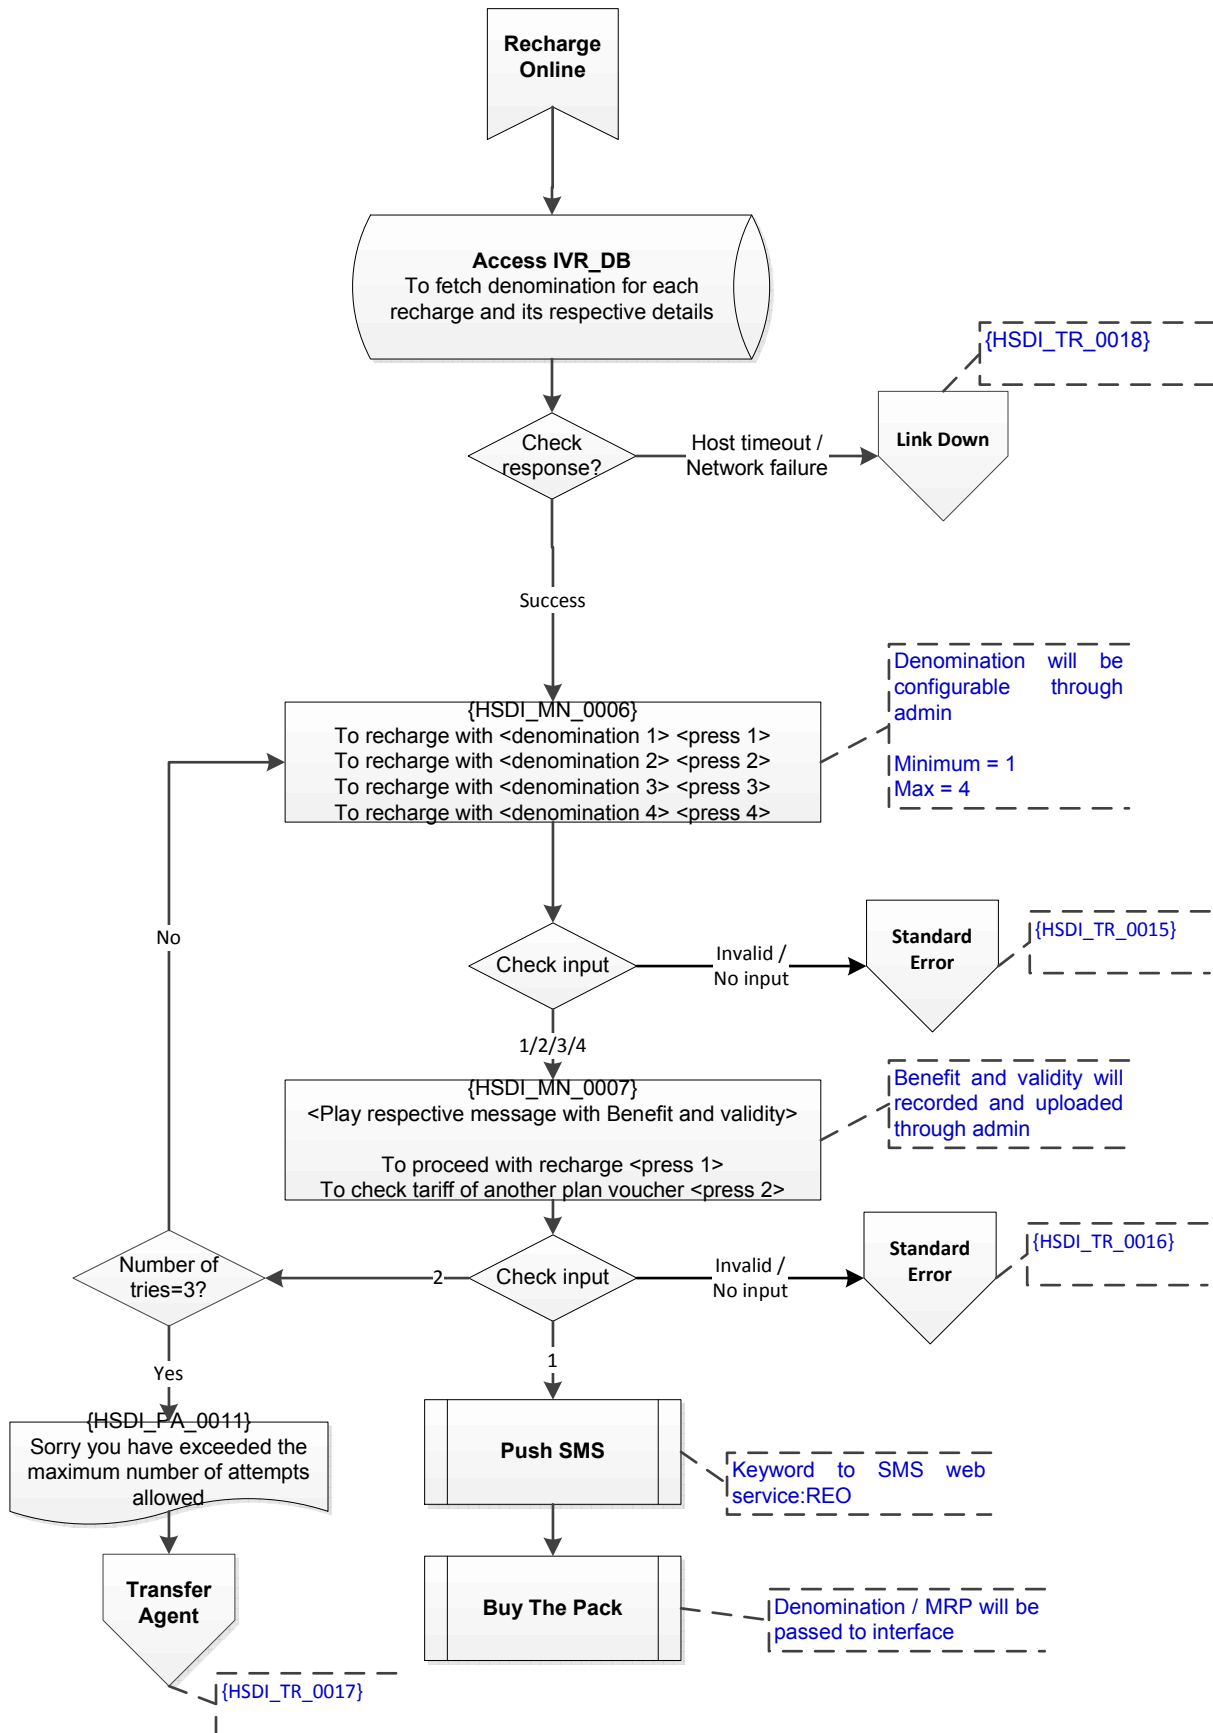 Recharge
Online
Access IVR_DB
To fetch denomination for each
recharge and its respective details
{HSDI_TR_0018}
Check
response?
Host timeout /
Network failure
Link Down
Success
Denomination will be
configurable through
admin
Minimum = 1
Max = 4
{HSDI_MN_0006}
To recharge with <denomination 1> <press 1>
To recharge with <denomination 2> <press 2>
To recharge with <denomination 3> <press 3>
To recharge with <denomination 4> <press 4>
No
Check input
Invalid /
No input
Standard
Error
{HSDI_TR_0015}
1/2/3/4
{HSDI_MN_0007}
<Play respective message with Benefit and validity>
To proceed with recharge <press 1>
To check tariff of another plan voucher <press 2>
Benefit and validity will
recorded and uploaded
through admin
Number of
tries=3?
2
Check input
Invalid /
No input
Standard
Error
{HSDI_TR_0016}
Yes
1
{HSDI_PA_0011}
Sorry you have exceeded the
maximum number of attempts
allowed
Push SMS
Keyword to SMS web
service:REO
Transfer
Agent
Buy The Pack
Denomination / MRP will be
passed to interface
{HSDI_TR_0017}